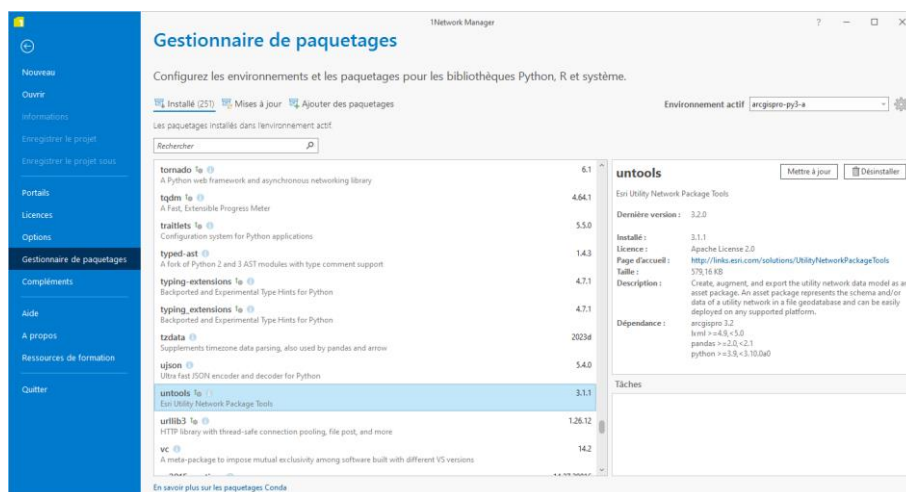 1Network Manager
?
Nouveau
Ouvrir
Informations
Enregistrer le projet
Enregistrer le projet sous
Portails
Licences
Options
Gestionnaire de paquetages
Compléments
Aide
A propos
Ressources de formation
Quitter
Gestionnaire de paquetages
Configurez les environnements et les paquetages pour les bibliothèques Python, R et système.
Installé (251) Mises à jour Ajouter des paquetages
Environnement actif arcgispro-py3-a
Les paquetages installés dans l'environnement actif.
Rechercher
tornado 6.1
A Python web framework and asynchronous networking library
tqdm 4.64.1
A Fast, Extensible Progress Meter
traitlets 5.5.0
Configuration system for Python applications
typed-ast 1.4.3
A fork of Python 2 and 3 AST modules with type comment support
typing-extensions 4.7.1
Backported and Experimental Type Hints for Python
typing_extensions 4.7.1
Backported and Experimental Type Hints for Python
tzdata 2023d
Supplements timezone data parsing, also used by pandas and arrow
ujson 5.4.0
Ultra fast JSON encoder and decoder for Python
untools 3.1.1
Esri Utility Network Package Tools
urllib3 1.26.12
HTTP library with thread-safe connection pooling, file post, and more
vc 14.2
A meta-package to impose mutual exclusivity among software built with different VS versions
En savoir plus sur les paquetages Conda
untools
Mettre à jour
Désinstaller
Esri Utility Network Package Tools
Dernière version : 3.2.0
Installé : 3.1.1
Licence : Apache License 2.0
Page d'accueil : http://links.esri.com/solutions/UtilityNetworkPackageTools
Taille : 579,16 KB
Description : Create, augment, and export the utility network data model as an
asset package. An asset package represents the schema and/or
data of a utility network in a file geodatabase and can be easily
deployed on any supported platform.
Dépendance : arcgispro 3.2
lxml >=4.9,<5.0
pandas >=2.0,<2.1
python >=3.9,<3.10.0a0
Tâches